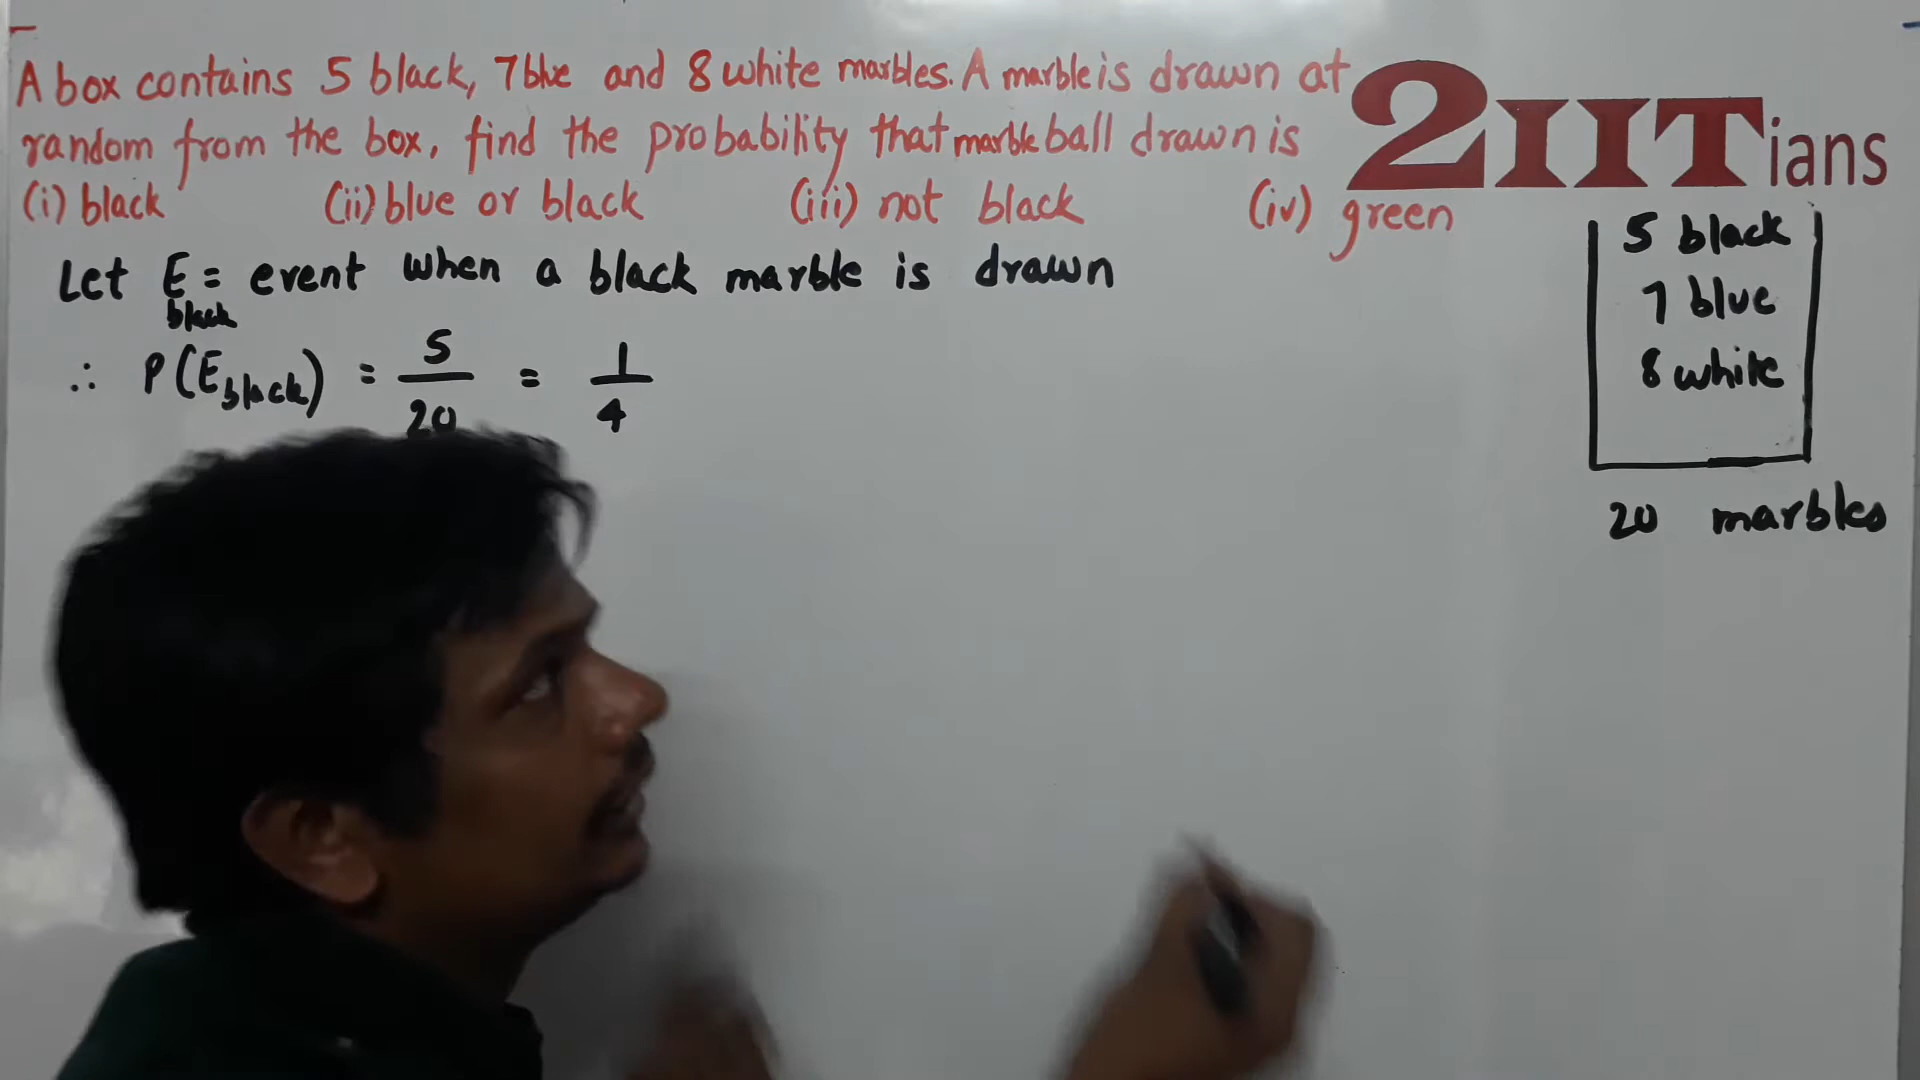 A box contains 5 black, 7 blue and 8 white marbles. A marble is drawn at
random from the box, find the probability that marble ball drawn is
(i) black (ii) blue or black (iii) not black (iv) green
2IITians
Let E black = event when a black marble is drawn
∴ P(E black) = 5/20 = 1/4
5 black
7 blue
8 white
20 marbles